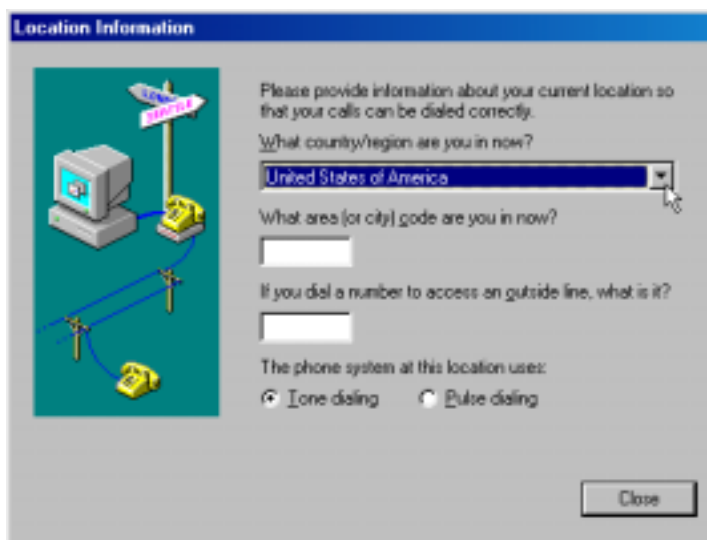 Location Information
LONDON
SEATTLE
Please provide information about your current location so
that your calls can be dialed correctly.
What country/region are you in now?
United States of America
What area (or city) code are you in now?
If you dial a number to access an outside line, what is it?
The phone system at this location uses:
Tone dialing Pulse dialing
Close